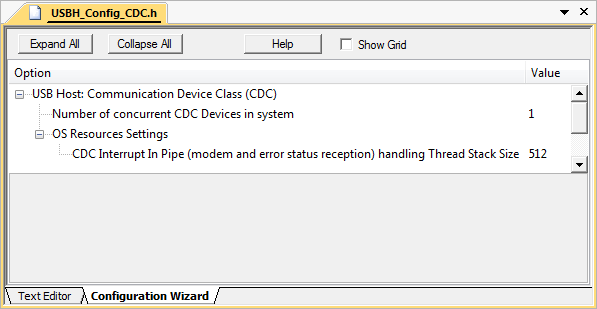 USBH_Config_CDC.h
Expand All Collapse All Help Show Grid
Option Value
USB Host: Communication Device Class (CDC)
Number of concurrent CDC Devices in system 1
OS Resources Settings
CDC Interrupt In Pipe (modem and error status reception) handling Thread Stack Size 512
Text Editor Configuration Wizard